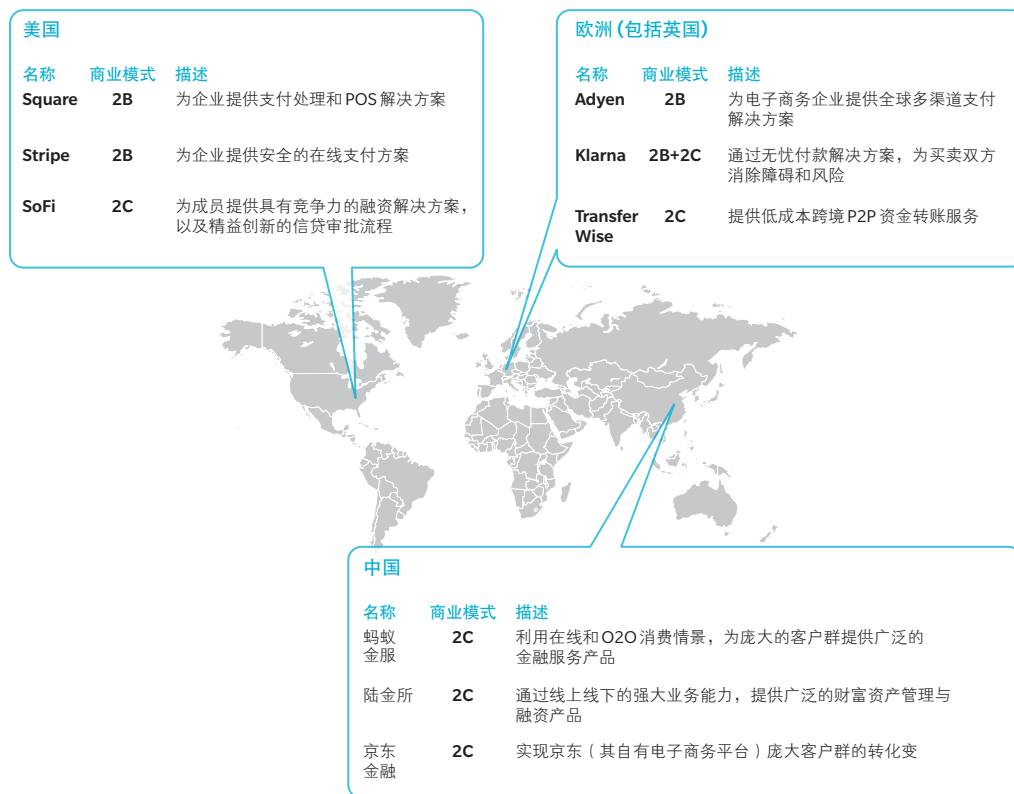 美国
名称 商业模式 描述
Square 2B 为企业提供支付处理和POS解决方案
Stripe 2B 为企业提供安全的在线支付方案
SoFi 2C 为成员提供具有竞争力的融资解决方案，
以及精益创新的信贷审批流程
欧洲（包括英国）
名称 商业模式 描述
Adyen 2B 为电子商务企业提供全球多渠道支付
解决方案
Klarna 2B+2C 通过无忧付款解决方案，为买卖双方
消除障碍和风险
Transfer 2C 提供低成本跨境P2P资金转账服务
Wise
中国
名称 商业模式 描述
蚂蚁 2C 利用在线和O2O消费情景，为庞大的客户群提供广泛的
金服 金融服务产品
陆金所 2C 通过线上线下的强大业务能力，提供广泛的财富资产管理与
融资产品
京东 2C 实现京东（其自有电子商务平台）庞大客户群的转化变
金融